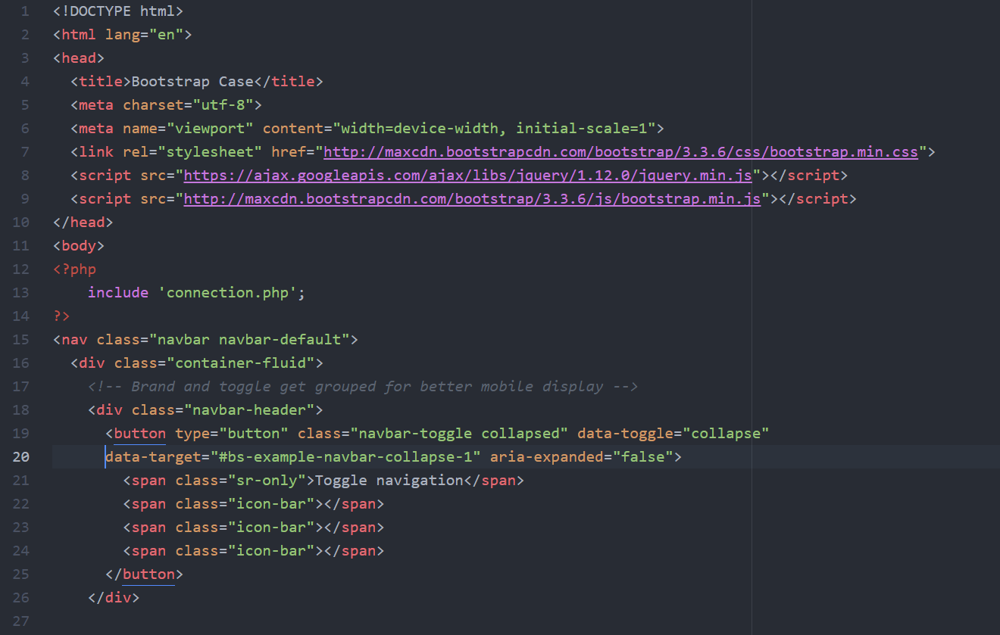 1 <!DOCTYPE html>
2 <html lang="en">
3 <head>
4   <title>Bootstrap Case</title>
5   <meta charset="utf-8">
6   <meta name="viewport" content="width=device-width, initial-scale=1">
7   <link rel="stylesheet" href="http://maxcdn.bootstrapcdn.com/bootstrap/3.3.6/css/bootstrap.min.css">
8   <script src="https://ajax.googleapis.com/ajax/libs/jquery/1.12.0/jquery.min.js"></script>
9   <script src="http://maxcdn.bootstrapcdn.com/bootstrap/3.3.6/js/bootstrap.min.js"></script>
10 </head>
11 <body>
12 <?php
13     include 'connection.php';
14 ?>
15 <nav class="navbar navbar-default">
16   <div class="container-fluid">
17     <!-- Brand and toggle get grouped for better mobile display -->
18     <div class="navbar-header">
19       <button type="button" class="navbar-toggle collapsed" data-toggle="collapse"
20       data-target="#bs-example-navbar-collapse-1" aria-expanded="false">
21         <span class="sr-only">Toggle navigation</span>
22         <span class="icon-bar"></span>
23         <span class="icon-bar"></span>
24         <span class="icon-bar"></span>
25       </button>
26     </div>
27